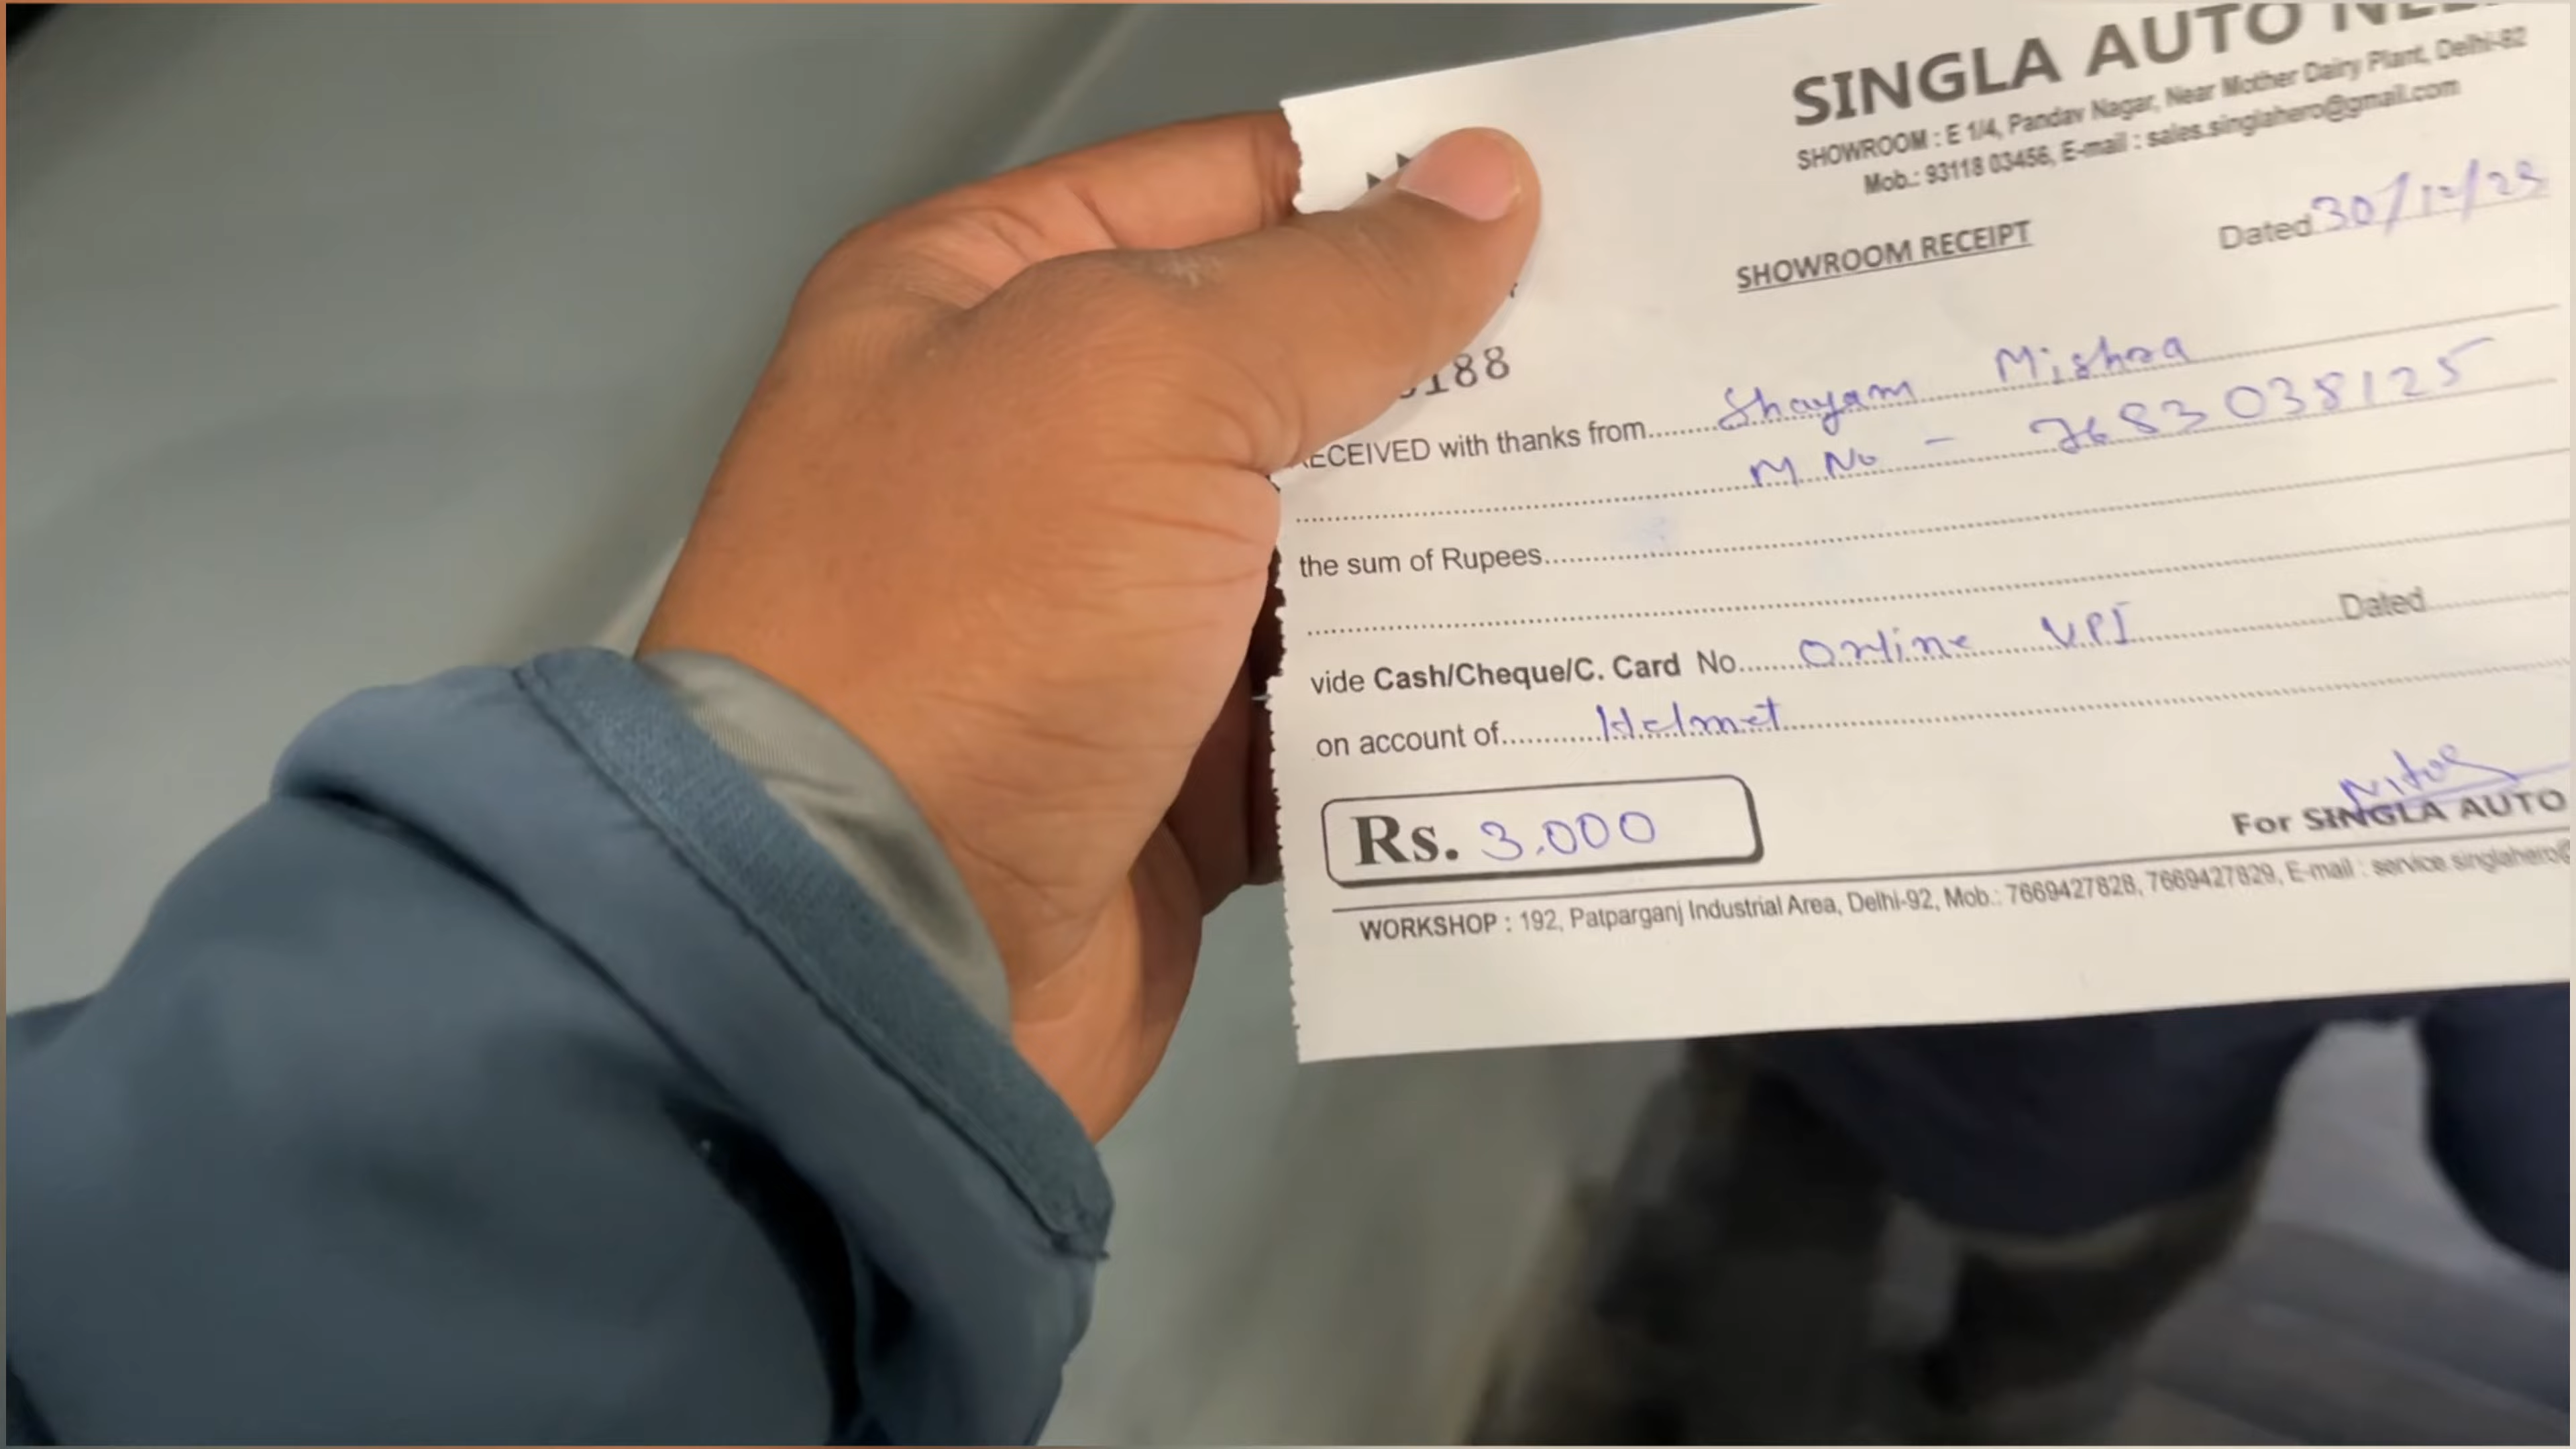 SINGLA AUTO
SHOWROOM : E 1/4, Pandav Nagar, Near Mother Dairy Plant, Delhi-92
Mob.: 93118 03456, E-mail : sales.singlahero@gmail.com
SHOWROOM RECEIPT
Dated 30/12/25
188
RECEIVED with thanks from Shayam Mishra
M. No - 7683038125
the sum of Rupees
vide Cash/Cheque/C. Card No. Online UPI Dated
on account of Helmet
Rs. 3.000
For SINGLA AUTO
WORKSHOP : 192, Patparganj Industrial Area, Delhi-92, Mob.: 7669427828, 7669427829, E-mail : service.singlahero@